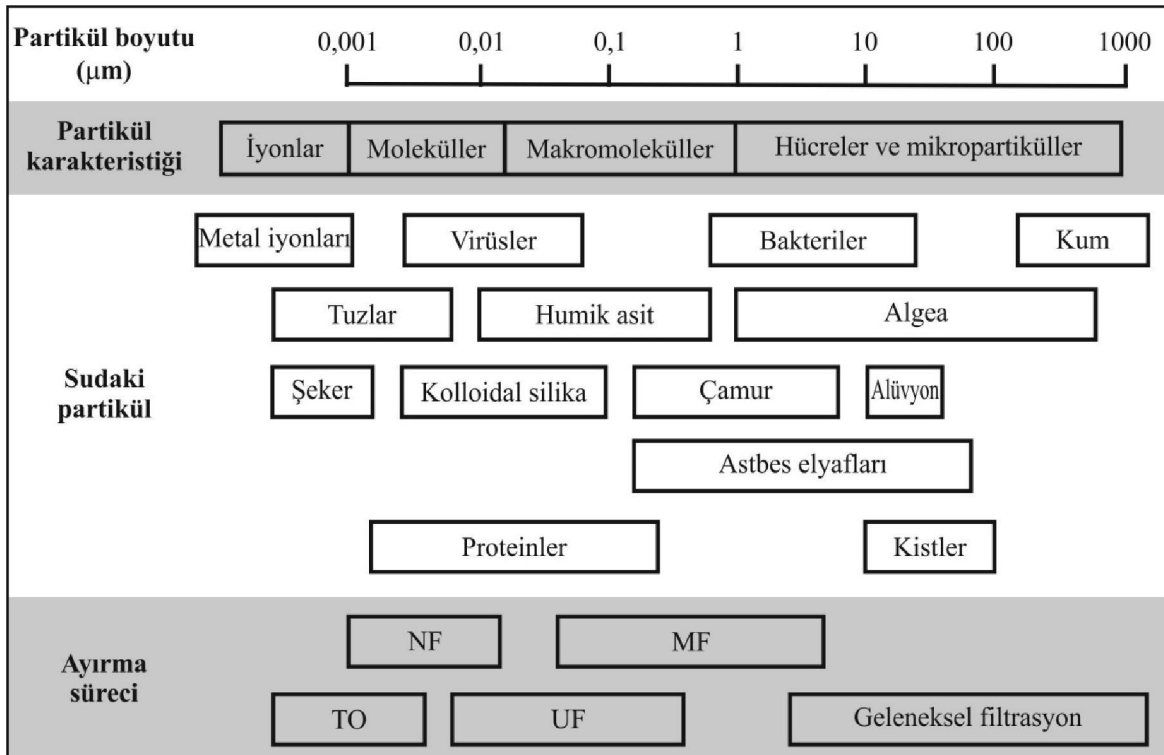 Partikül boyutu
(μm)
0,001 0,01 0,1 1 10 100 1000
Partikül
karakteristiği
İyonlar Moleküller Makromoleküller Hücreler ve mikropartiküller
Metal iyonları Virüsler Bakteriler Kum
Tuzlar Humik asit Algea
Sudaki
partikül
Şeker Kolloidal silika Çamur Alüvyon
Astbes elyafları
Proteinler Kistler
Ayırma
süreci
NF MF
TO UF Geleneksel filtrasyon